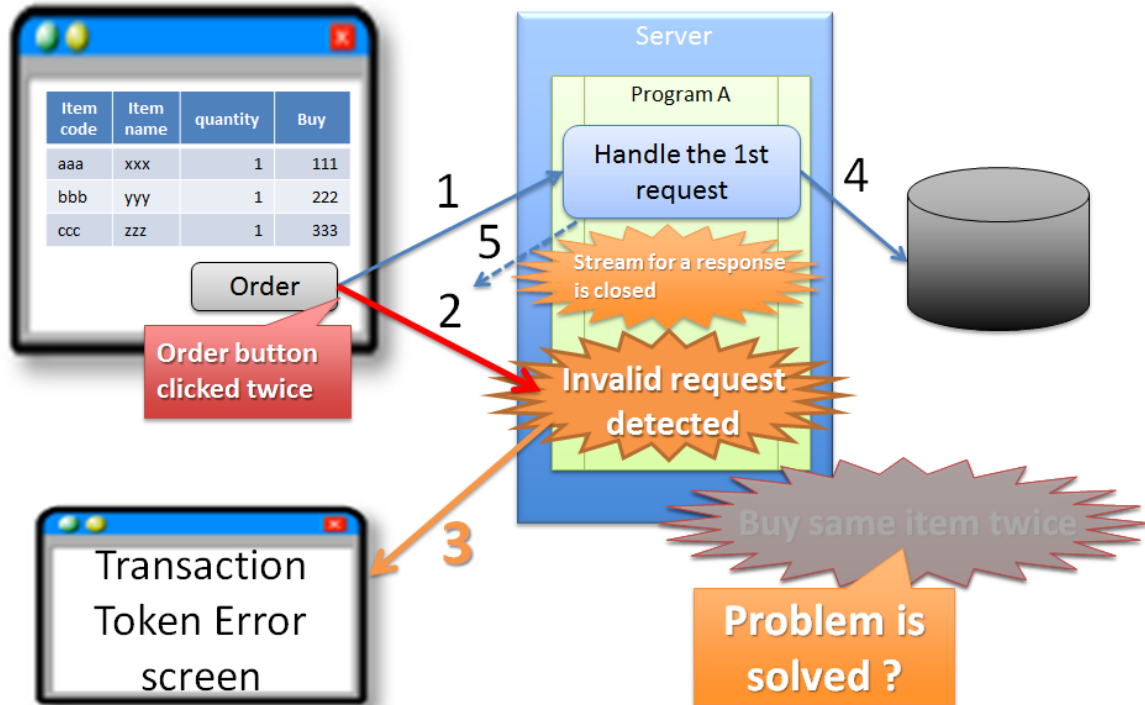 Server
Program A
Item code
Item name
quantity
Buy
aaa xxx 1 111
bbb yyy 1 222
ccc zzz 1 333
Order
Order button
clicked twice
1
Handle the 1st
request
4
5
Stream for a response
is closed
2
Invalid request
detected
3
Buy same item twice
Problem is
solved ?
Transaction
Token Error
screen